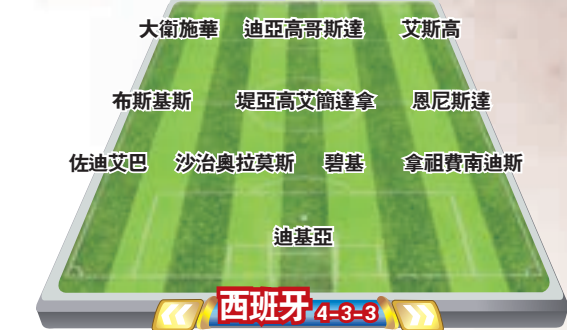 大衛施華 迪亞高哥斯達 艾斯高
布斯基斯 堤亞高艾簡達拿 恩尼斯達
佐迪艾巴 沙治奧拉莫斯 碧基 拿祖費南迪斯
迪基亞
西班牙 4-3-3